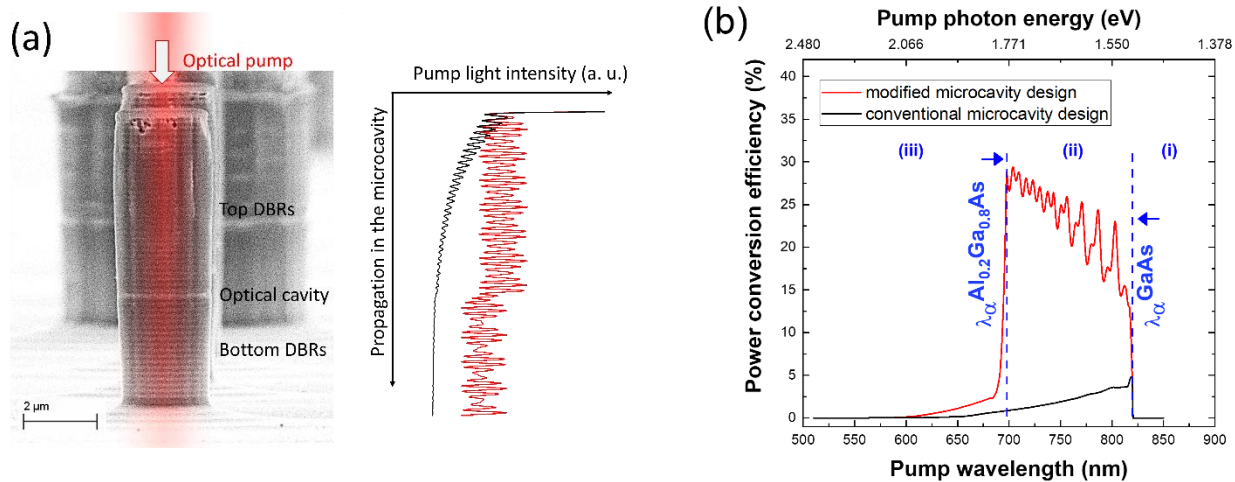 (a)
Optical pump
Top DBRs
Optical cavity
Bottom DBRs
2 µm
Pump light intensity (a. u.)
Propagation in the microcavity
(b)
Pump photon energy (eV)
2.480 2.066 1.771 1.550 1.378
Power conversion efficiency (%)
40
35
30
25
20
15
10
5
0
modified microcavity design
conventional microcavity design
(iii) (ii) (i)
λα Al0.2Ga0.8As
λα GaAs
500 550 600 650 700 750 800 850 900
Pump wavelength (nm)